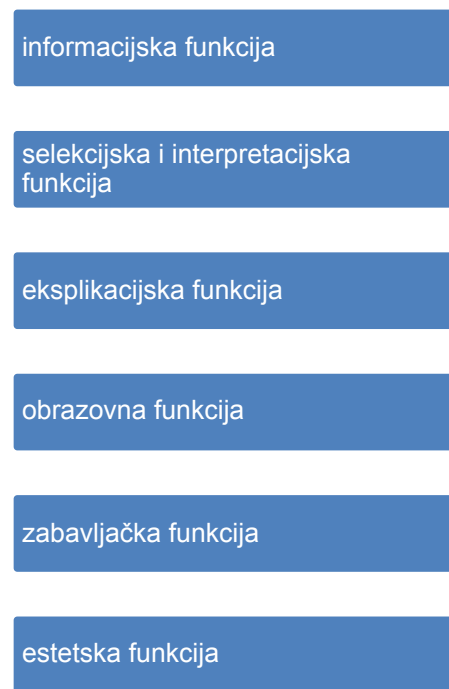 informacijska funkcija
selekcijska i interpretacijska
funkcija
eksplikacijska funkcija
obrazovna funkcija
zabavljačka funkcija
estetska funkcija